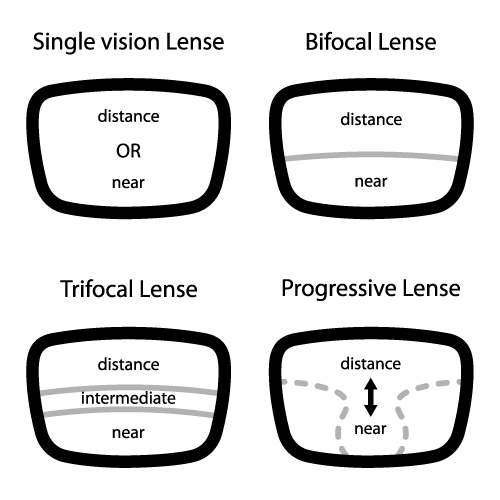 Single vision Lense
distance
OR
near
Bifocal Lense
distance
near
Trifocal Lense
distance
intermediate
near
Progressive Lense
distance
near